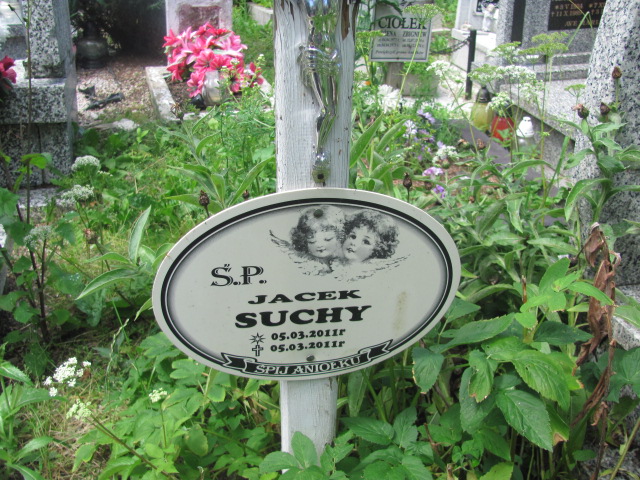 CIOŁEK
Ś.P.
JACEK
SUCHY
05.03.2011r
05.03.2011r
ŚPIJ ANIOŁKU